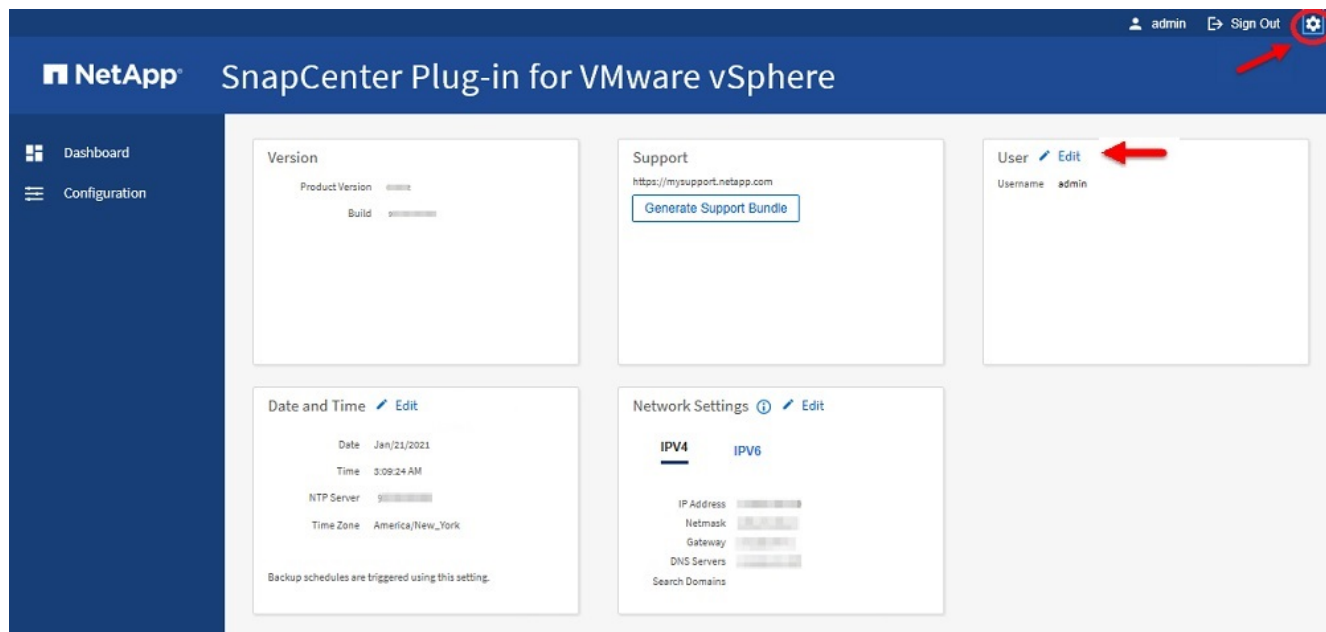 admin Sign Out
NetApp SnapCenter Plug-in for VMware vSphere
Dashboard
Configuration
Version
Product Version
Build
Support
https://mysupport.netapp.com
Generate Support Bundle
User Edit
Username admin
Date and Time Edit
Date Jan/21/2021
Time 5:09:24 AM
NTP Server
Time Zone America/New_York
Backup schedules are triggered using this setting.
Network Settings Edit
IPV4 IPV6
IP Address
Netmask
Gateway
DNS Servers
Search Domains